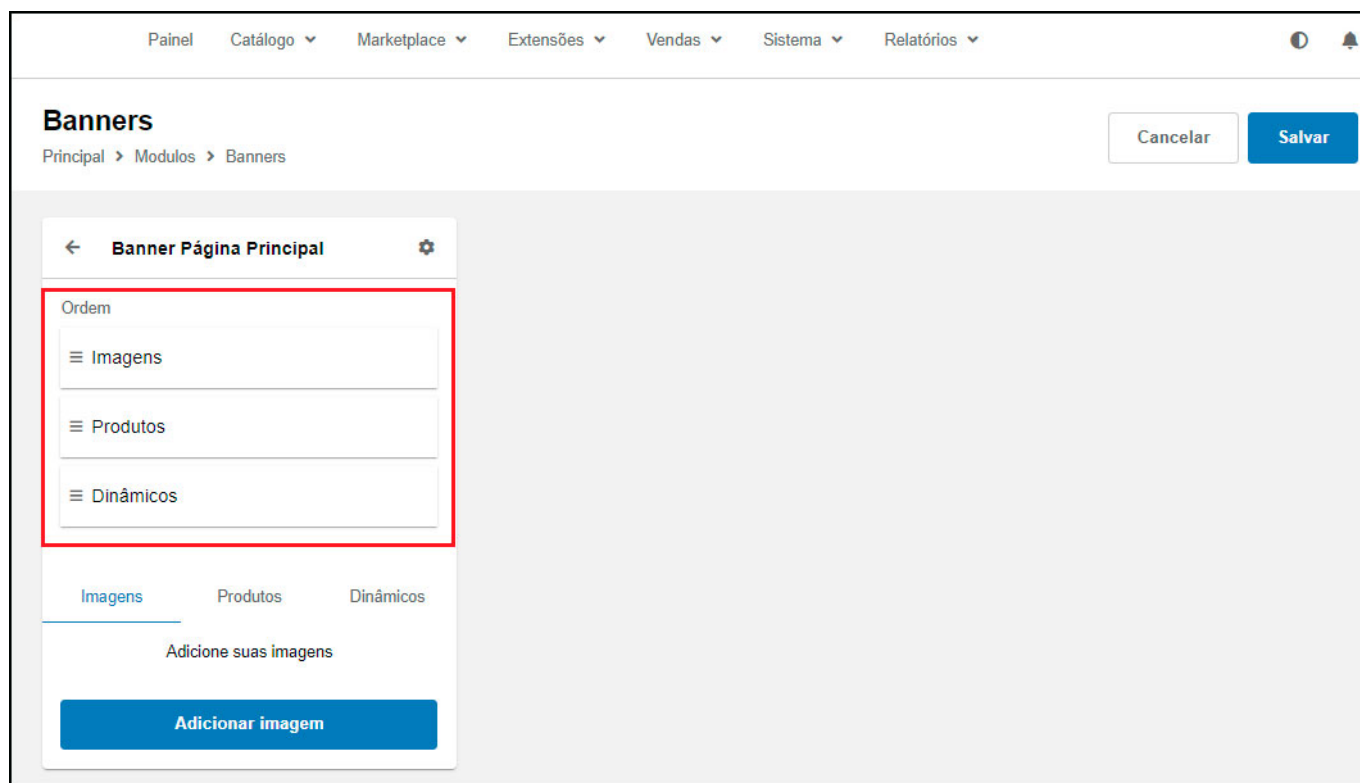 Painel Catálogo Marketplace Extensões Vendas Sistema Relatórios
Banners
Principal > Modulos > Banners
Cancelar Salvar
Banner Página Principal
Ordem
Imagens
Produtos
Dinâmicos
Imagens Produtos Dinâmicos
Adicione suas imagens
Adicionar imagem